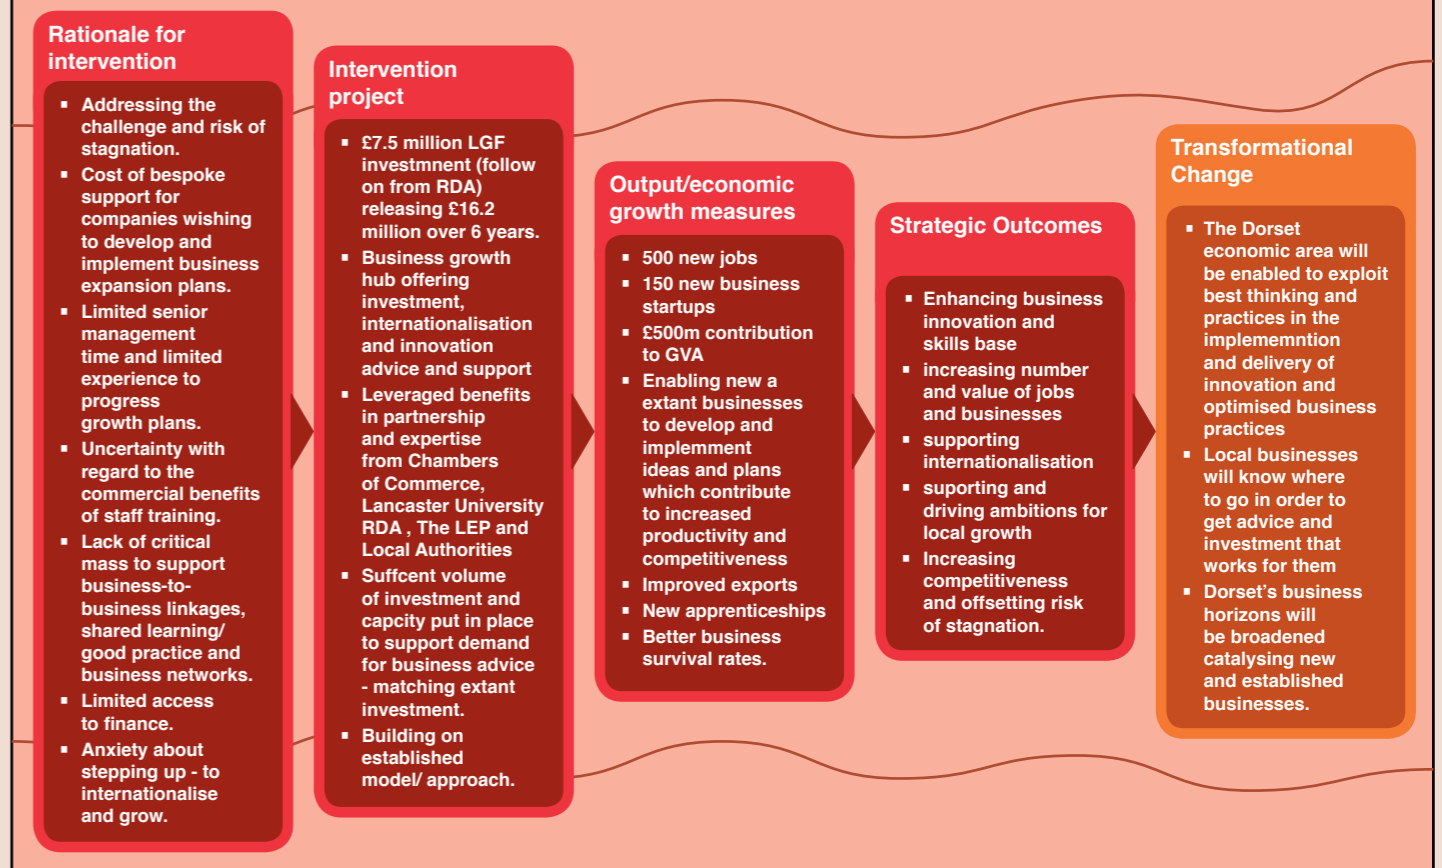 Rationale for
intervention
▪ Addressing the
challenge and risk of
stagnation.
▪ Cost of bespoke
support for
companies wishing
to develop and
implement business
expansion plans.
▪ Limited senior
management
time and limited
experience to
progress
growth plans.
▪ Uncertainty with
regard to the
commercial benefits
of staff training.
▪ Lack of critical
mass to support
business-to-
business linkages,
shared learning/
good practice and
business networks.
▪ Limited access
to finance.
▪ Anxiety about
stepping up - to
internationalise
and grow.
Intervention
project
▪ £7.5 million LGF
investmnent (follow
on from RDA)
releasing £16.2
million over 6 years.
▪ Business growth
hub offering
investment,
internationalisation
and innovation
advice and support
▪ Leveraged benefits
in partnership
and expertise
from Chambers
of Commerce,
Lancaster University
RDA , The LEP and
Local Authorities
▪ Suffcent volume
of investment and
capcity put in place
to support demand
for business advice
- matching extant
investment.
▪ Building on
established
model/ approach.
Output/economic
growth measures
▪ 500 new jobs
▪ 150 new business
startups
▪ £500m contribution
to GVA
▪ Enabling new a
extant businesses
to develop and
implemment
ideas and plans
which contribute
to increased
productivity and
competitiveness
▪ Improved exports
▪ New apprenticeships
▪ Better business
survival rates.
Strategic Outcomes
▪ Enhancing business
innovation and
skills base
▪ increasing number
and value of jobs
and businesses
▪ supporting
internationalisation
▪ suporting and
driving ambitions for
local growth
▪ Increasing
competitiveness
and offsetting risk
of stagnation.
Transformational
Change
▪ The Dorset
economic area will
be enabled to exploit
best thinking and
practices in the
implememntion
and delivery of
innovation and
optimised business
practices
▪ Local businesses
will know where
to go in order to
get advice and
investment that
works for them
▪ Dorset’s business
horizons will
be broadened
catalysing new
and established
businesses.